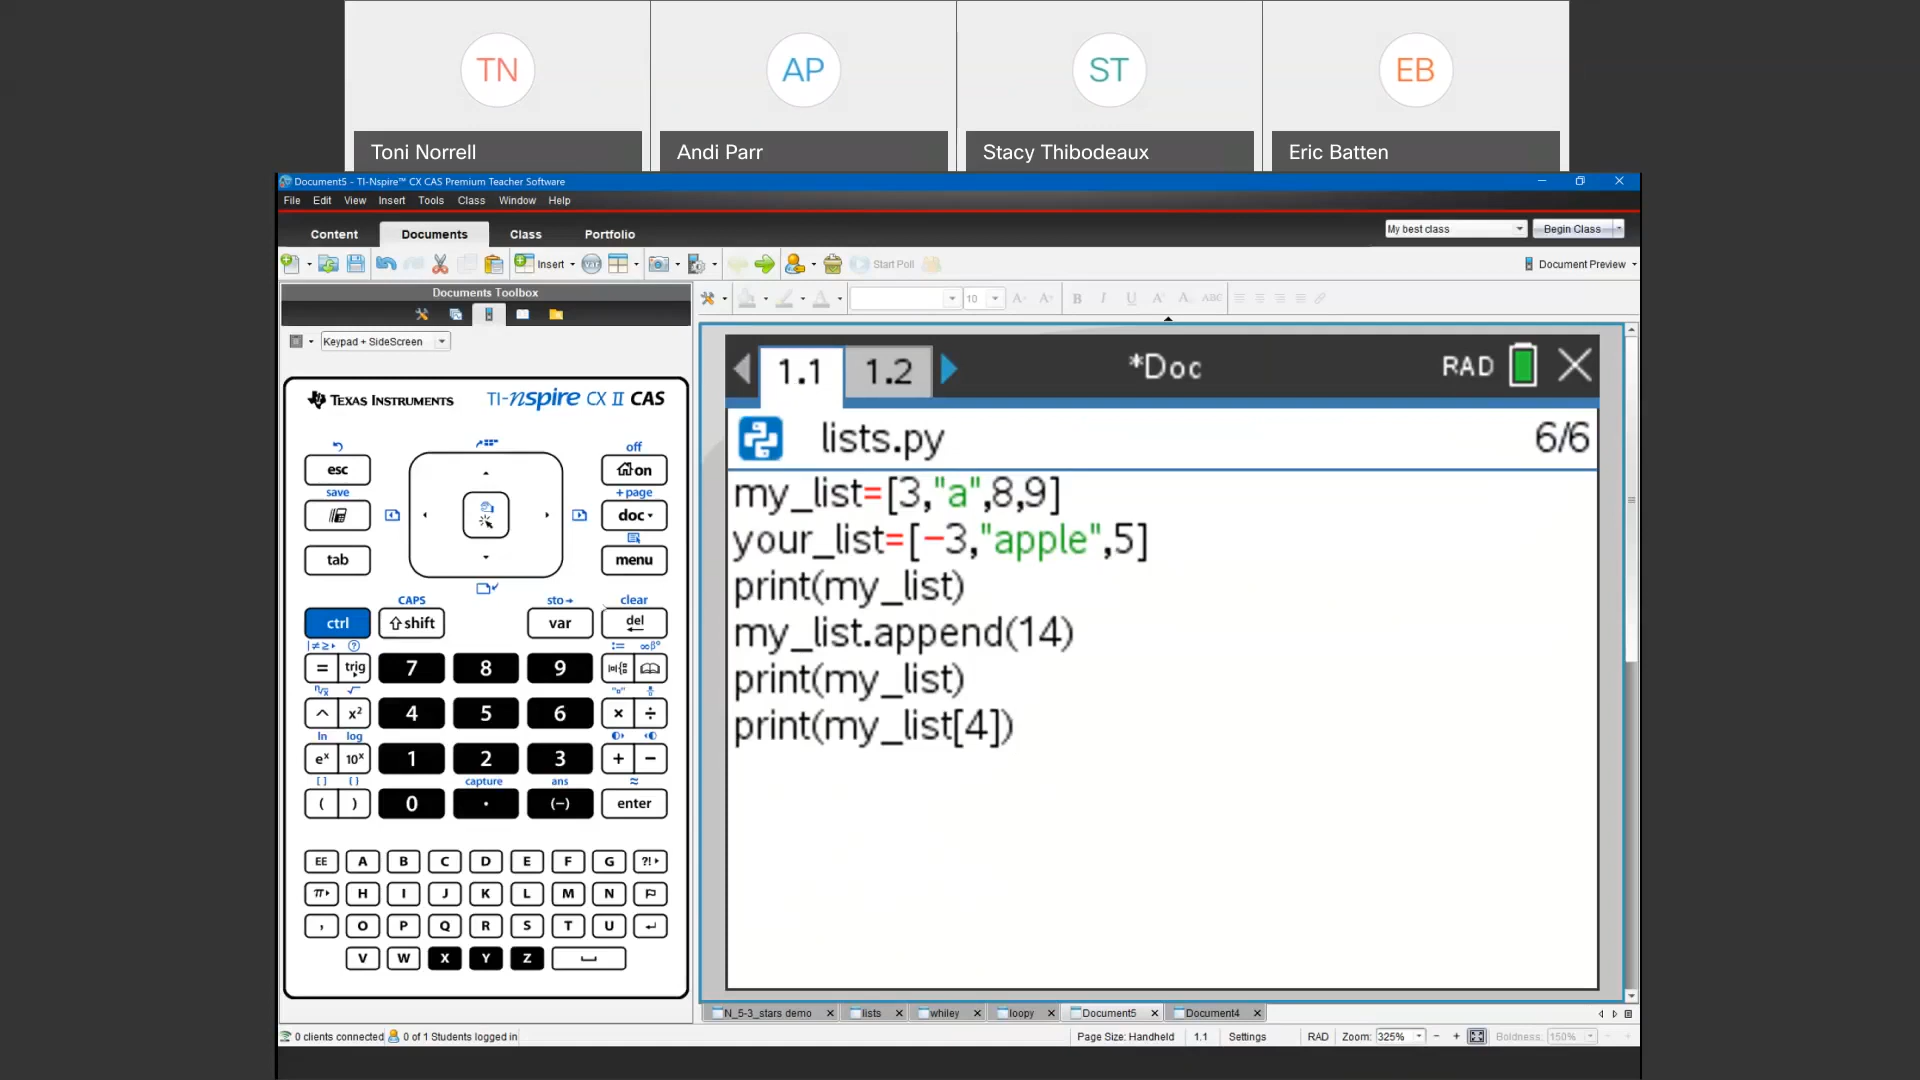 TN
AP
ST
EB
Toni Norrell
Andi Parr
Stacy Thibodeaux
Eric Batten
Document5 - TI-Nspire™ CX CAS Premium Teacher Software
File Edit View Insert Tools Class Window Help
Content Documents Class Portfolio
My best class
Begin Class
Insert
Start Poll
Document Preview
Documents Toolbox
10
B I U
ABC
Keypad + SideScreen
TEXAS INSTRUMENTS
TI-nspire CX II CAS
off
esc
on
save
+ page
doc
tab
menu
CAPS
sto→
clear
ctrl
shift
var
del
= trig 7 8 9
^ x² 4 5 6 × ÷
ln log
eˣ 10ˣ 1 2 3 + −
[ ] { } capture ans ≈
( ) 0 . (−) enter
EE A B C D E F G ?!
π H I J K L M N
, O P Q R S T U
V W X Y Z
1.1 1.2 *Doc RAD
lists.py 6/6
my_list=[3,"a",8,9]
your_list=[−3,"apple",5]
print(my_list)
my_list.append(14)
print(my_list)
print(my_list[4])
N_5-3_stars demo lists whiley loopy Document5 Document4
0 clients connected 0 of 1 Students logged in
Page Size: Handheld 1.1 Settings RAD Zoom: 325% Boldness: 150%